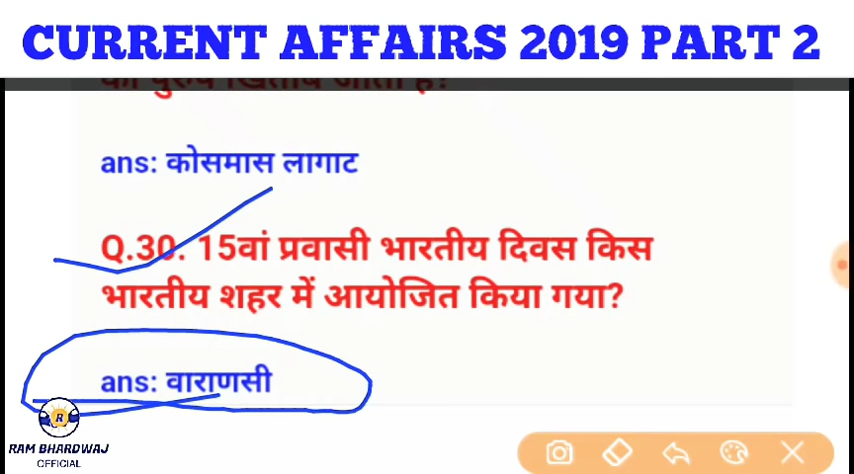 CURRENT AFFAIRS 2019 PART 2
ans: कोसमास लागाट
Q.30. 15वां प्रवासी भारतीय दिवस किस
भारतीय शहर में आयोजित किया गया?
ans: वाराणसी
R
RAM BHARDWAJ
OFFICIAL